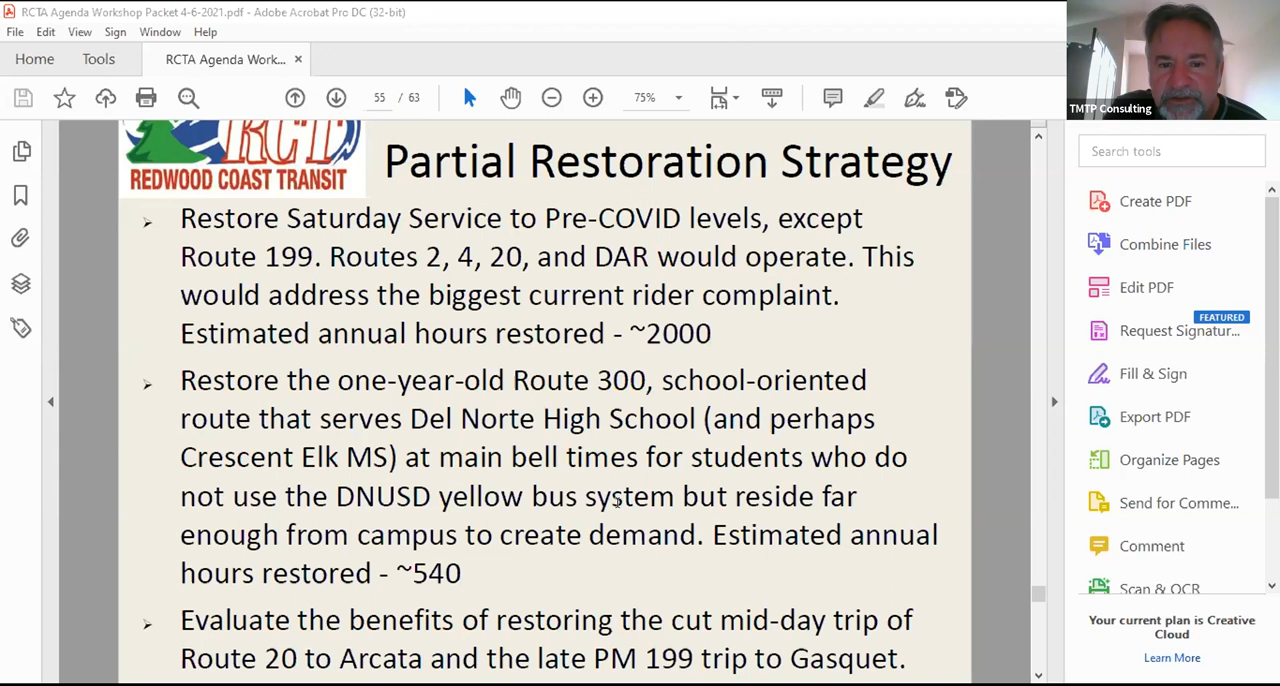 RCTA Agenda Workshop Packet 4-6-2021.pdf - Adobe Acrobat Pro DC (32-bit)
File Edit View Sign Window Help
Home Tools RCTA Agenda Work... ×
55 / 63 75%
TMTP Consulting
RCT
REDWOOD COAST TRANSIT
Partial Restoration Strategy
Restore Saturday Service to Pre-COVID levels, except
Route 199. Routes 2, 4, 20, and DAR would operate. This
would address the biggest current rider complaint.
Estimated annual hours restored - ~2000
Restore the one-year-old Route 300, school-oriented
route that serves Del Norte High School (and perhaps
Crescent Elk MS) at main bell times for students who do
not use the DNUSD yellow bus system but reside far
enough from campus to create demand. Estimated annual
hours restored - ~540
Evaluate the benefits of restoring the cut mid-day trip of
Route 20 to Arcata and the late PM 199 trip to Gasquet.
Search tools
Create PDF
Combine Files
Edit PDF
FEATURED
Request Signatur...
Fill & Sign
Export PDF
Organize Pages
Send for Comme...
Comment
Scan & OCR
Your current plan is Creative
Cloud
Learn More